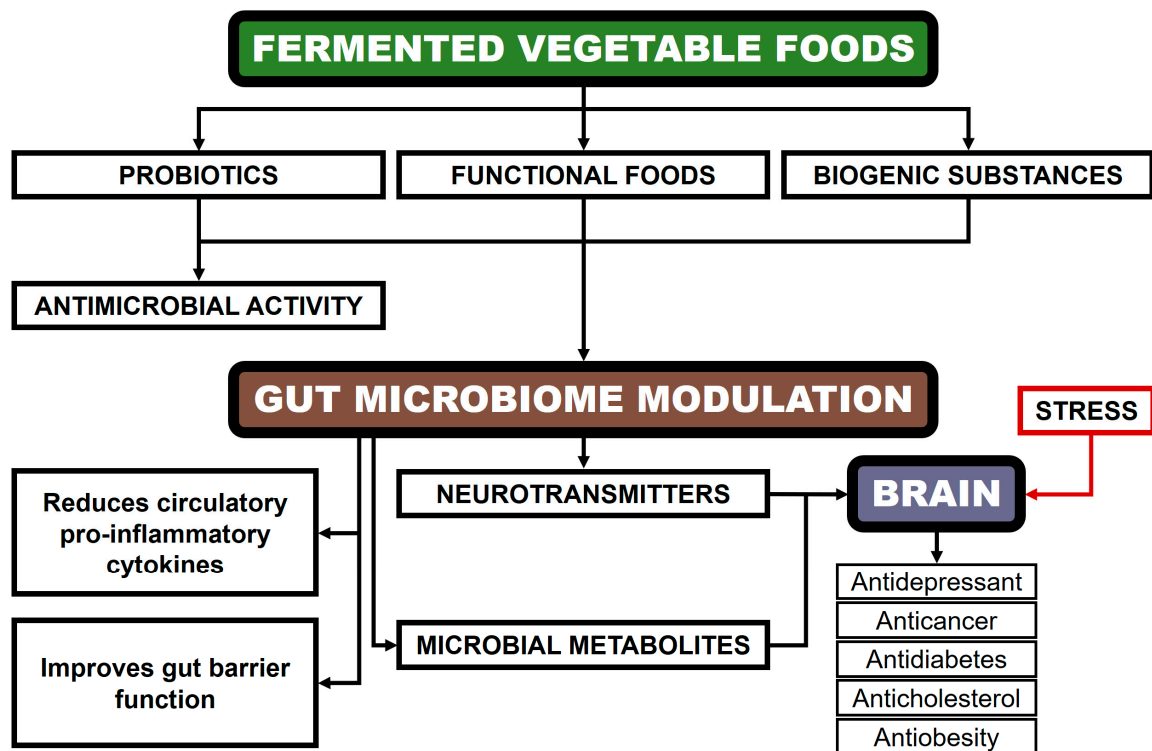 FERMENTED VEGETABLE FOODS
PROBIOTICS
FUNCTIONAL FOODS
BIOGENIC SUBSTANCES
ANTIMICROBIAL ACTIVITY
GUT MICROBIOME MODULATION
STRESS
Reduces circulatory
pro-inflammatory
cytokines
NEUROTRANSMITTERS
BRAIN
Antidepressant
Anticancer
Improves gut barrier
function
MICROBIAL METABOLITES
Antidiabetes
Anticholesterol
Antiobesity